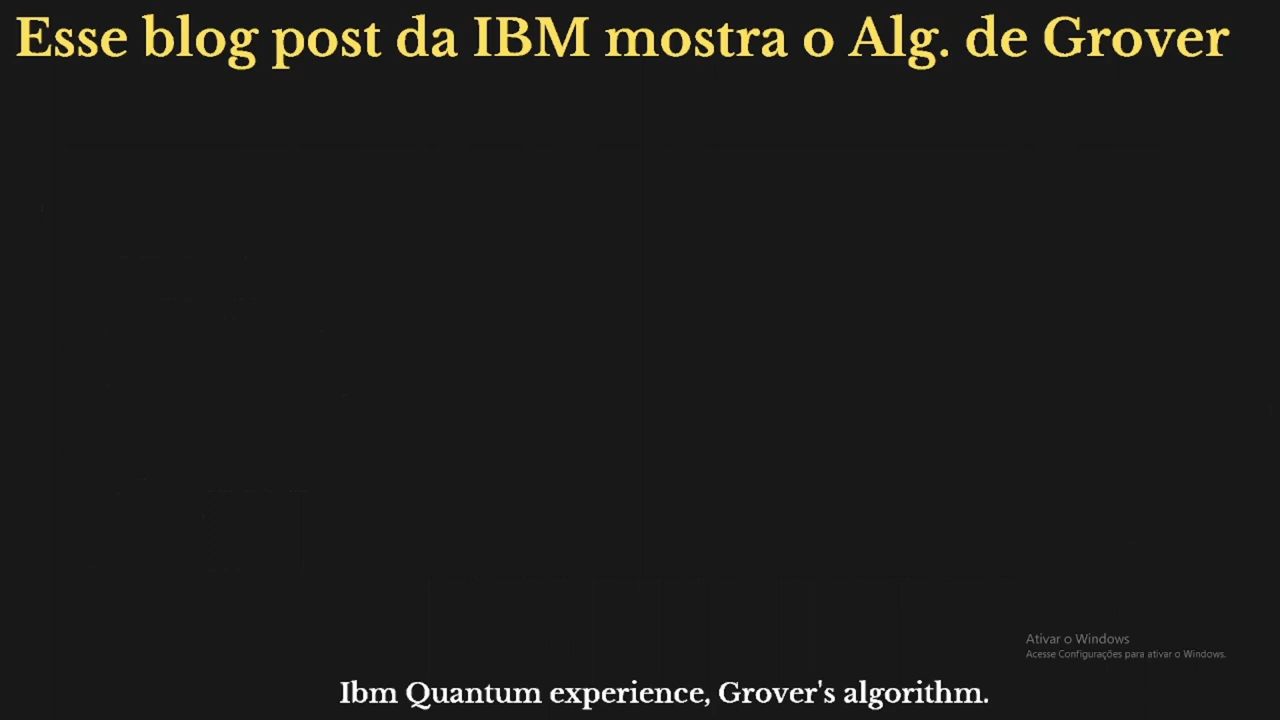 Esse blog post da IBM mostra o Alg. de Grover
Ativar o Windows
Acesse Configurações para ativar o Windows.
Ibm Quantum experience, Grover's algorithm.